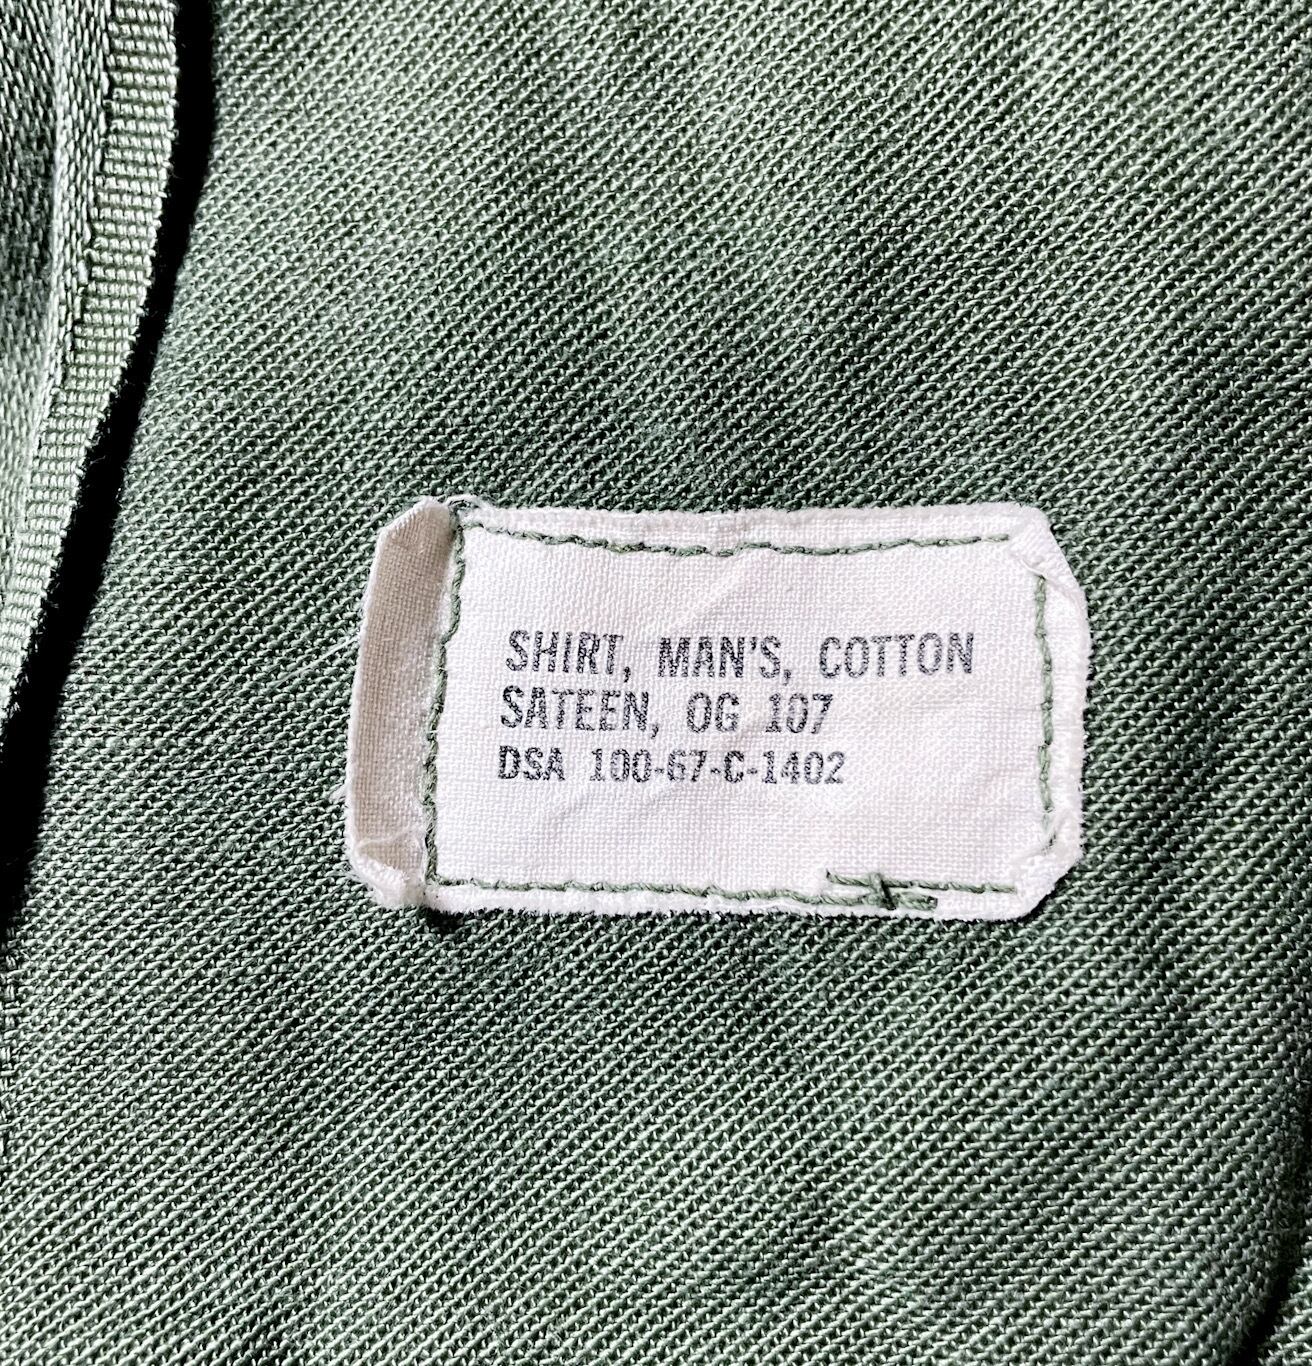 SHIRT, MAN'S, COTTON
SATEEN, OG 107
DSA 100-67-C-1402